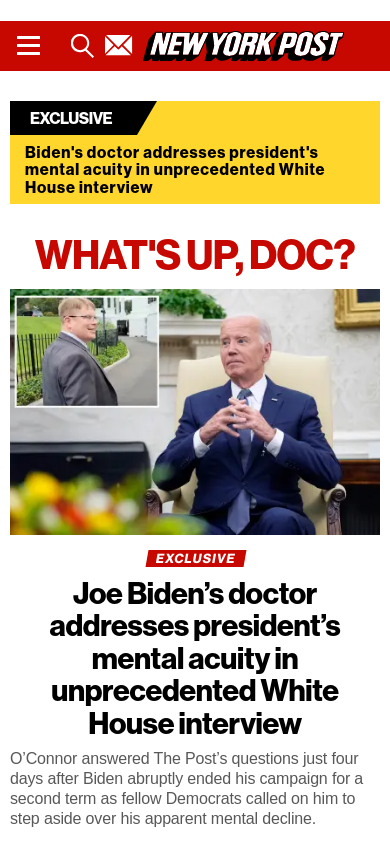 NEW YORK POST
EXCLUSIVE
Biden's doctor addresses president's
mental acuity in unprecedented White
House interview
WHAT'S UP, DOC?
EXCLUSIVE
Joe Biden’s doctor
addresses president’s
mental acuity in
unprecedented White
House interview
O’Connor answered The Post’s questions just four
days after Biden abruptly ended his campaign for a
second term as fellow Democrats called on him to
step aside over his apparent mental decline.